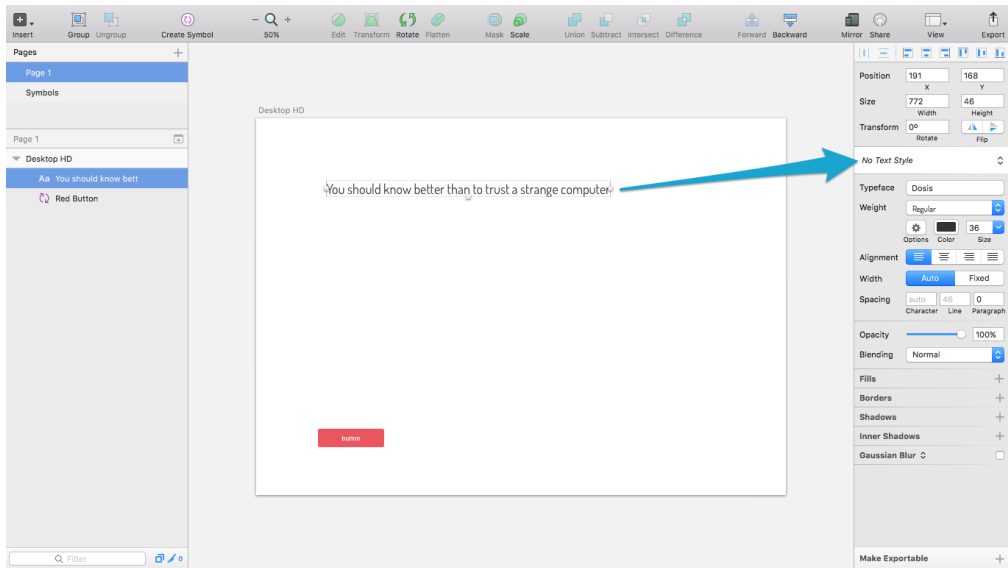 Insert Group Ungroup Create Symbol 50% Edit Transform Rotate Flatten Mask Scale Union Subtract Intersect Difference Forward Backward Mirror Share View Export
Pages
Page 1
Symbols
Page 1
Desktop HD
Aa You should know bett
Red Button
Filter
0
Desktop HD
You should know better than to trust a strange computer
button
Position 191 168
X Y
Size 772 46
Width Height
Transform 0º
Rotate Flip
No Text Style
Typeface Dosis
Weight Regular
36
Options Color Size
Alignment
Width Auto Fixed
Spacing auto 46 0
Character Line Paragraph
Opacity 100%
Blending Normal
Fills
Borders
Shadows
Inner Shadows
Gaussian Blur
Make Exportable